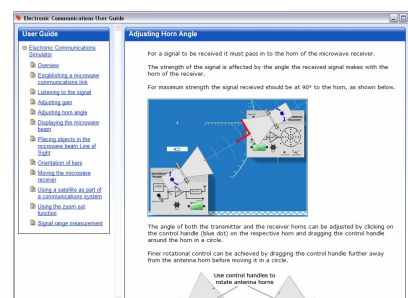 Electronic Communications User Guide
User Guide
Electronic Communications
Simulator
Overview
Establishing a microwave
communications link
Listening to the signal
Adjusting gain
Adjusting horn angle
Displaying the microwave
beam
Placing objects in the
microwave beam Line of
Sight
Orientation of bars
Moving the microwave
receiver
Using a satellite as part of
a communications system
Using the zoom out
function
Signal range measurement
Adjusting Horn Angle
For a signal to be received it must pass in to the horn of the microwave receiver.
The strength of the signal is affected by the angle the received signal makes with the
horn of the receiver.
For maximum strength the signal received should be at 90° to the horn, as shown below.
The angle of both the transmitter and the receiver horns can be adjusted by clicking on
the control handle (blue dot) on the respective horn and dragging the control handle
around the horn in a circle.
Finer rotational control can be achieved by dragging the control handle further away
from the antenna horn before moving it in a circle.
Use control handles to
rotate antenna horns